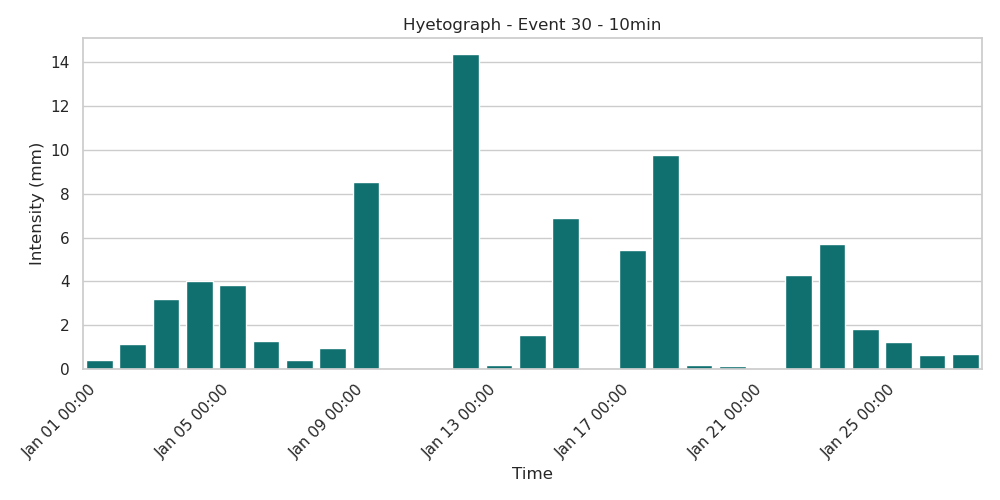 Hyetograph - Event 30 - 10min
Intensity (mm)
14
12
10
8
6
4
2
0
Jan 01 00:00
Jan 05 00:00
Jan 09 00:00
Jan 13 00:00
Jan 17 00:00
Jan 21 00:00
Jan 25 00:00
Time